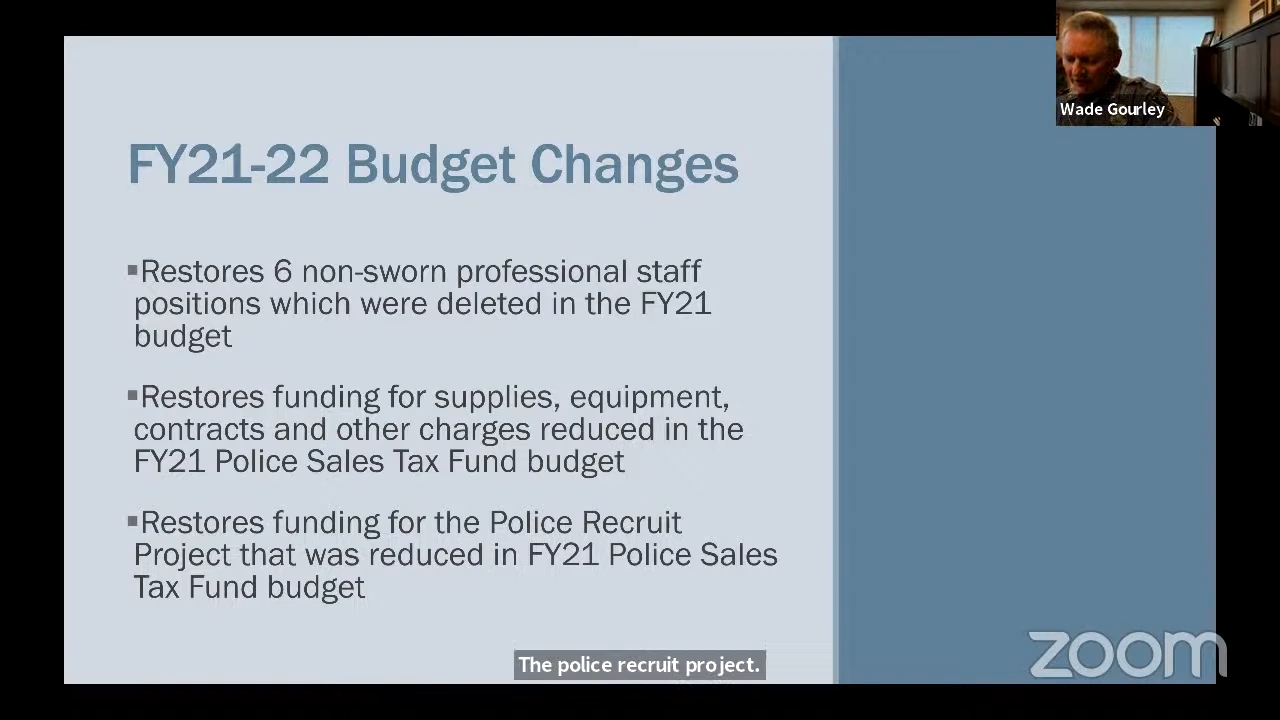 Wade Gourley
FY21-22 Budget Changes
▪Restores 6 non-sworn professional staff
positions which were deleted in the FY21
budget
▪Restores funding for supplies, equipment,
contracts and other charges reduced in the
FY21 Police Sales Tax Fund budget
▪Restores funding for the Police Recruit
Project that was reduced in FY21 Police Sales
Tax Fund budget
The police recruit project.
zoom